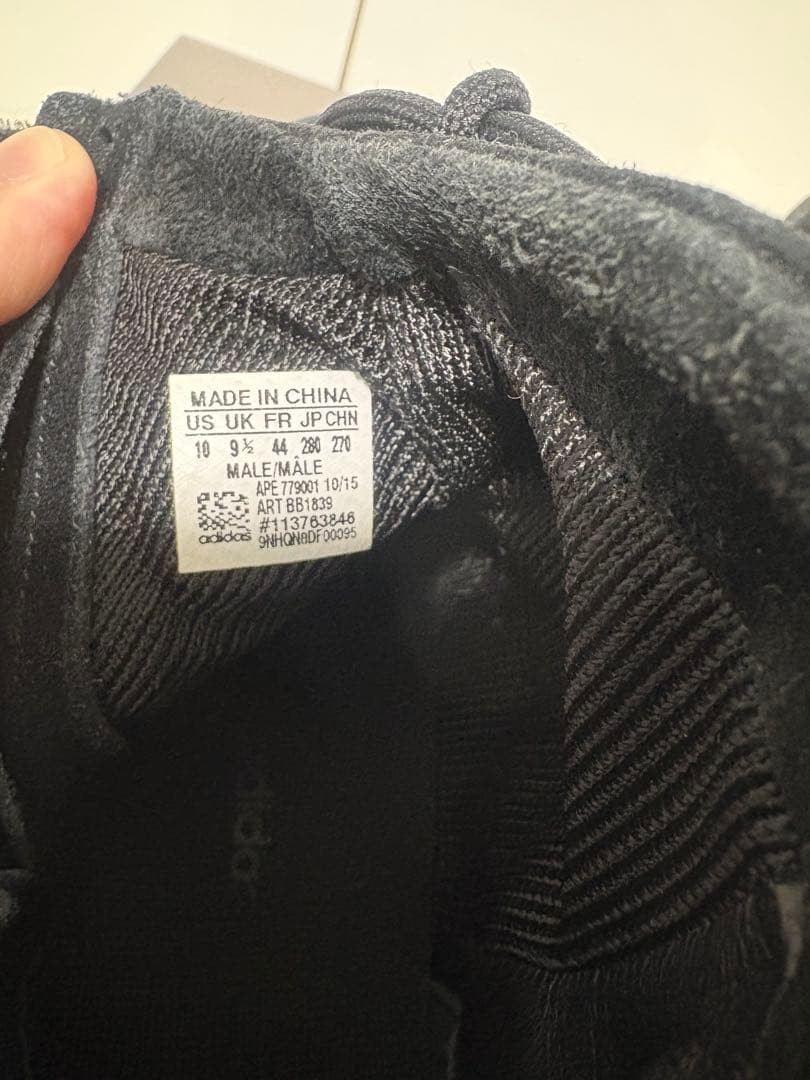 MADE IN CHINA
US UK FR JP CHN
10 9½ 44 280 270
MALE/MÂLE
APE 779001 10/15
ART BB1839
#113763846
adidas 9NHQN8DF00095
adidas